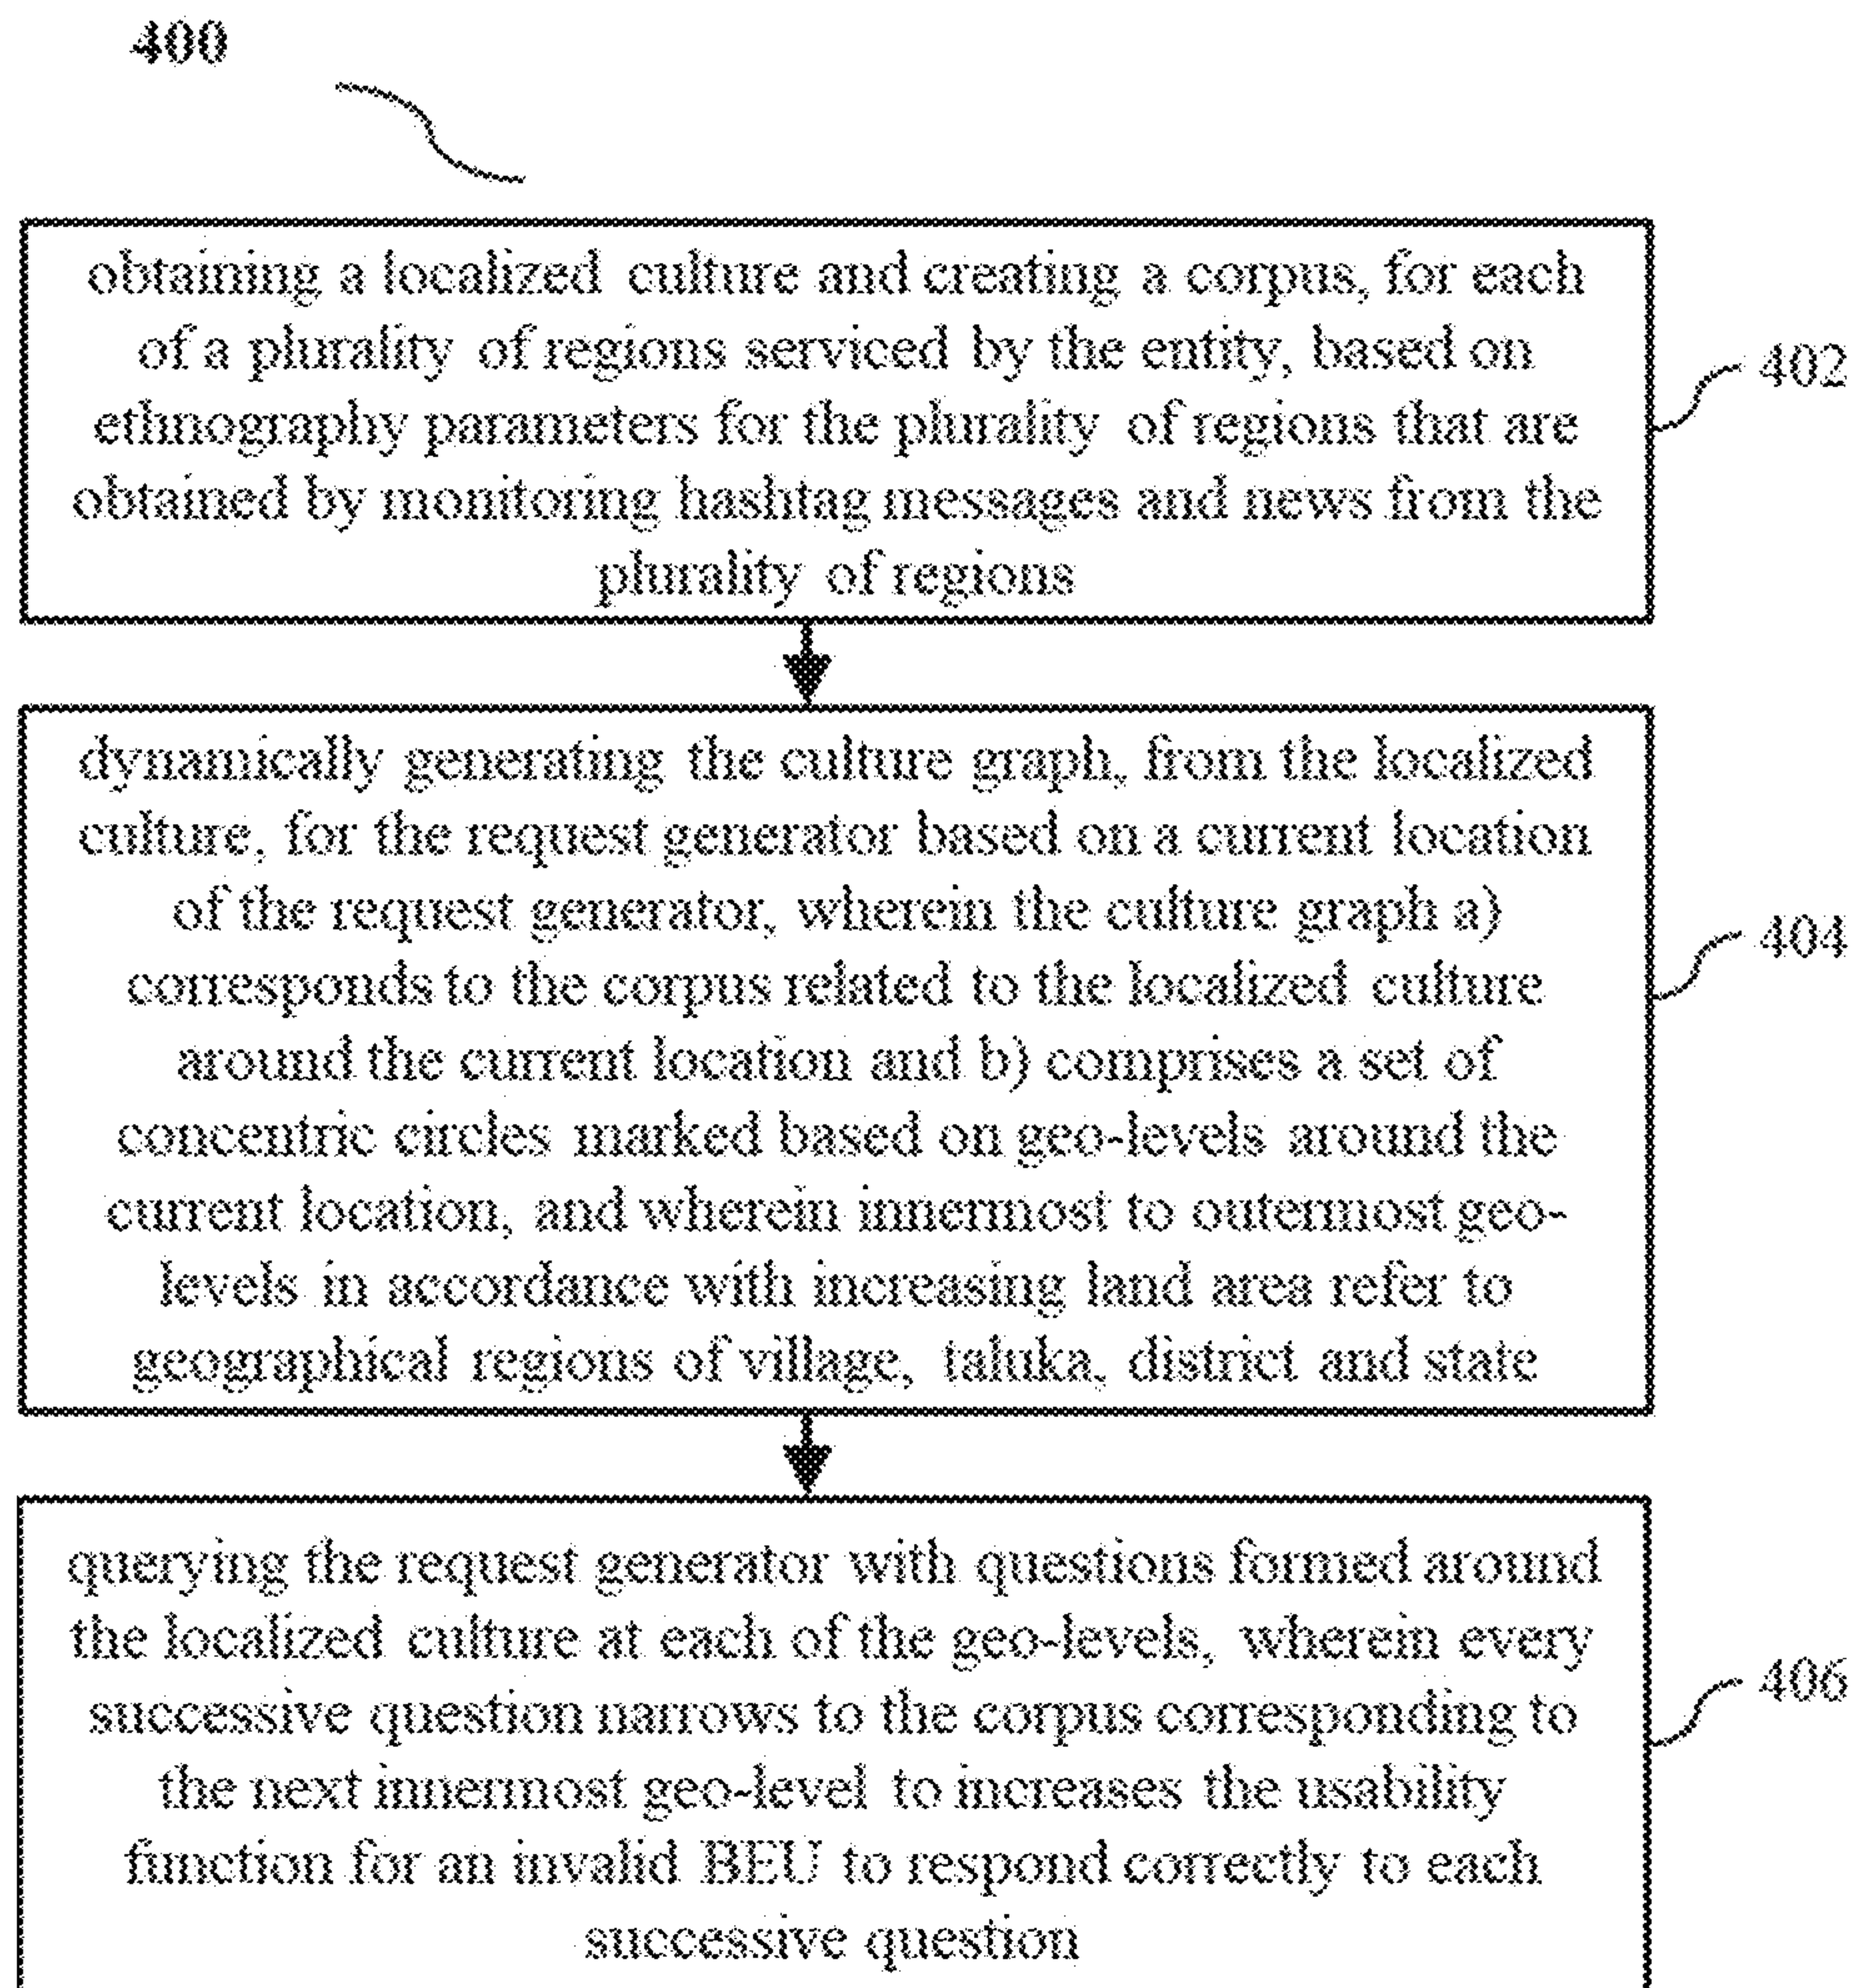 400
obtaining a localized culture and creating a corpus, for each
of a plurality of regions serviced by the entity, based on
ethnography parameters for the plurality of regions that are
obtained by monitoring hashtag messages and news from the
plurality of regions
402
dynamically generating the culture graph, from the localized
culture, for the request generator based on a current location
of the request generator, wherein the culture graph a)
corresponds to the corpus related to the localized culture
around the current location and b) comprises a set of
concentric circles marked based on geo-levels around the
current location, and wherein innermost to outermost geo-
levels in accordance with increasing land area refer to
geographical regions of village, taluka, district and state
404
querying the request generator with questions formed around
the localized culture at each of the geo-levels, wherein every
successive question narrows to the corpus corresponding to
the next innermost geo-level to increases the usability
function for an invalid BEU to respond correctly to each
successive question
406